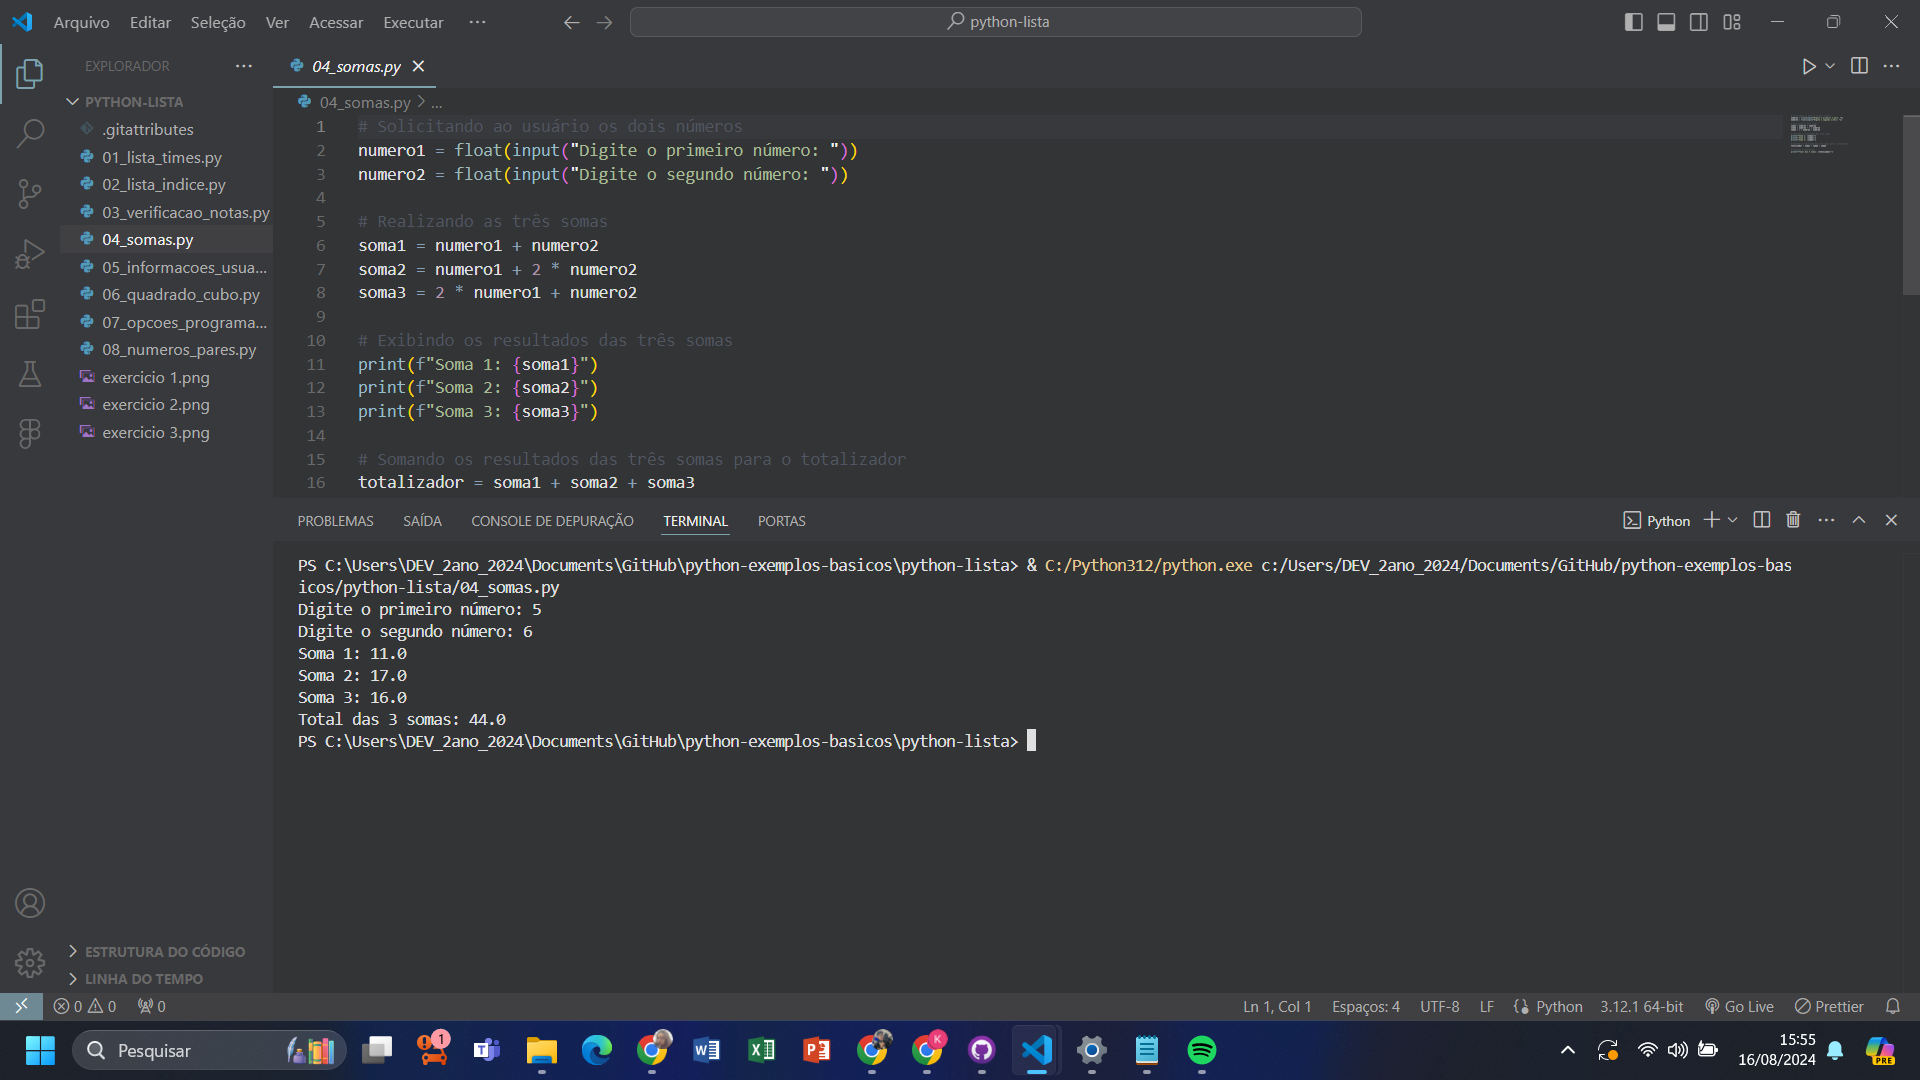 Arquivo Editar Seleção Ver Acessar Executar ··· python-lista
EXPLORADOR ···
PYTHON-LISTA
.gitattributes
01_lista_times.py
02_lista_indice.py
03_verificacao_notas.py
04_somas.py
05_informacoes_usua...
06_quadrado_cubo.py
07_opcoes_programa...
08_numeros_pares.py
exercicio 1.png
exercicio 2.png
exercicio 3.png
ESTRUTURA DO CÓDIGO
LINHA DO TEMPO
04_somas.py
04_somas.py > ...
1 # Solicitando ao usuário os dois números
2 numero1 = float(input("Digite o primeiro número: "))
3 numero2 = float(input("Digite o segundo número: "))
4
5 # Realizando as três somas
6 soma1 = numero1 + numero2
7 soma2 = numero1 + 2 * numero2
8 soma3 = 2 * numero1 + numero2
9
10 # Exibindo os resultados das três somas
11 print(f"Soma 1: {soma1}")
12 print(f"Soma 2: {soma2}")
13 print(f"Soma 3: {soma3}")
14
15 # Somando os resultados das três somas para o totalizador
16 totalizador = soma1 + soma2 + soma3
PROBLEMAS SAÍDA CONSOLE DE DEPURAÇÃO TERMINAL PORTAS Python
PS C:\Users\DEV_2ano_2024\Documents\GitHub\python-exemplos-basicos\python-lista> & C:/Python312/python.exe c:/Users/DEV_2ano_2024/Documents/GitHub/python-exemplos-bas
icos/python-lista/04_somas.py
Digite o primeiro número: 5
Digite o segundo número: 6
Soma 1: 11.0
Soma 2: 17.0
Soma 3: 16.0
Total das 3 somas: 44.0
PS C:\Users\DEV_2ano_2024\Documents\GitHub\python-exemplos-basicos\python-lista>
0 0 0 Ln 1, Col 1 Espaços: 4 UTF-8 LF Python 3.12.1 64-bit Go Live Prettier
Pesquisar 1 K 15:55
16/08/2024 PRE